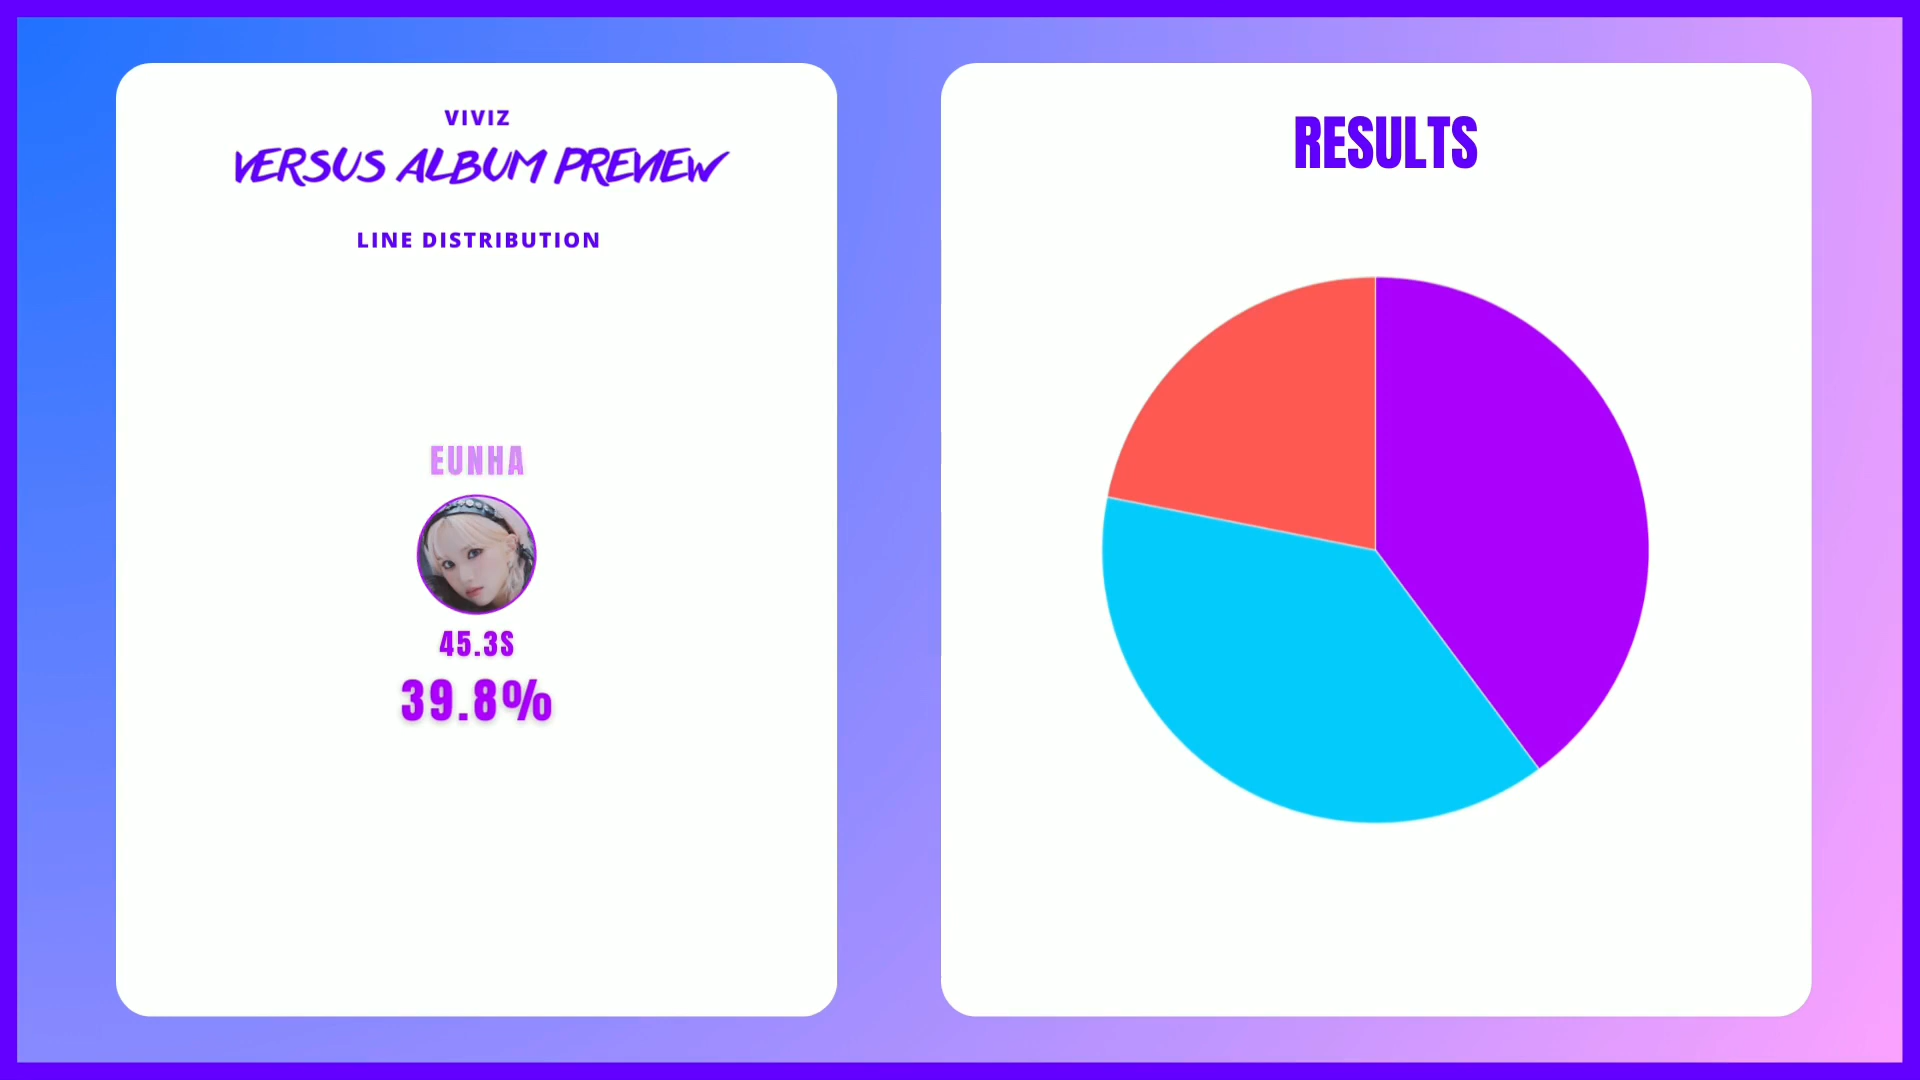 VIVIZ
VERSUS ALBUM PREVIEW
LINE DISTRIBUTION
EUNHA
45.3S
39.8%
RESULTS